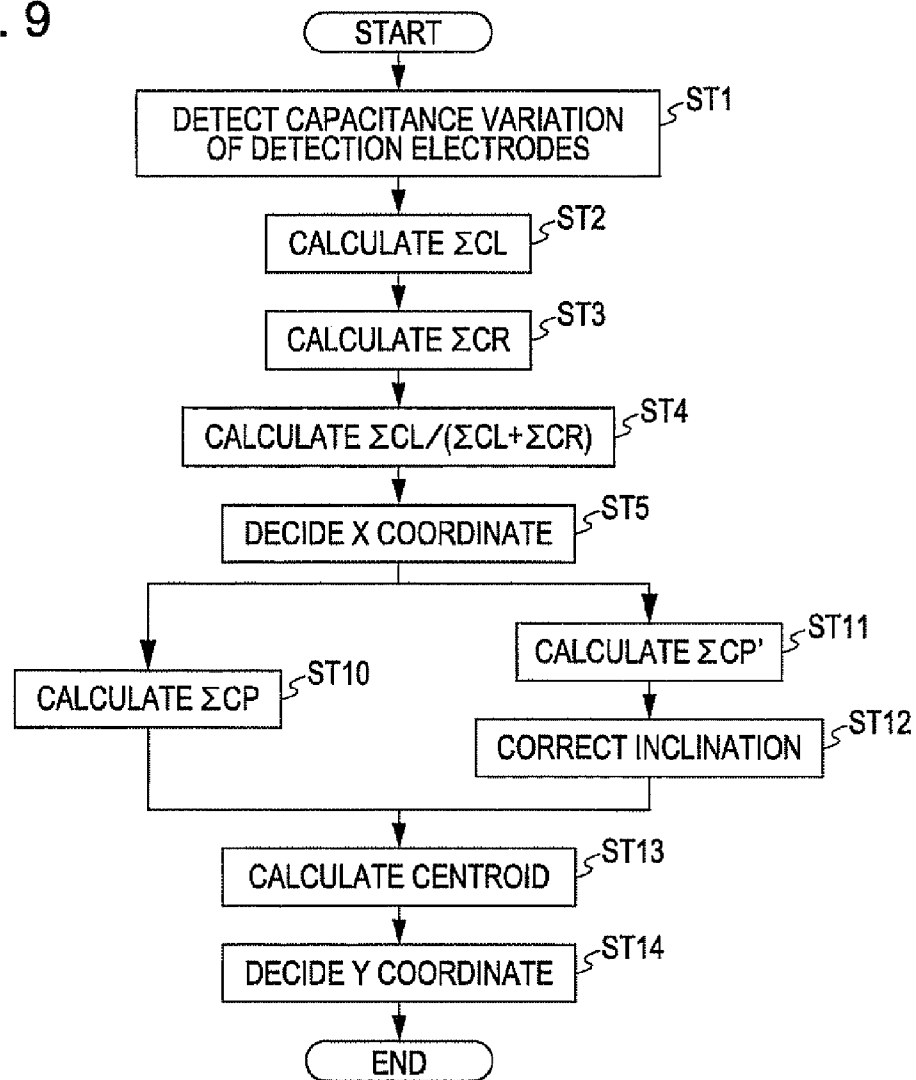 . 9
START
DETECT CAPACITANCE VARIATION
OF DETECTION ELECTRODES
ST1
CALCULATE ΣCL
ST2
CALCULATE ΣCR
ST3
CALCULATE ΣCL/(ΣCL+ΣCR)
ST4
DECIDE X COORDINATE
ST5
CALCULATE ΣCP
ST10
CALCULATE ΣCP'
ST11
CORRECT INCLINATION
ST12
CALCULATE CENTROID
ST13
DECIDE Y COORDINATE
ST14
END